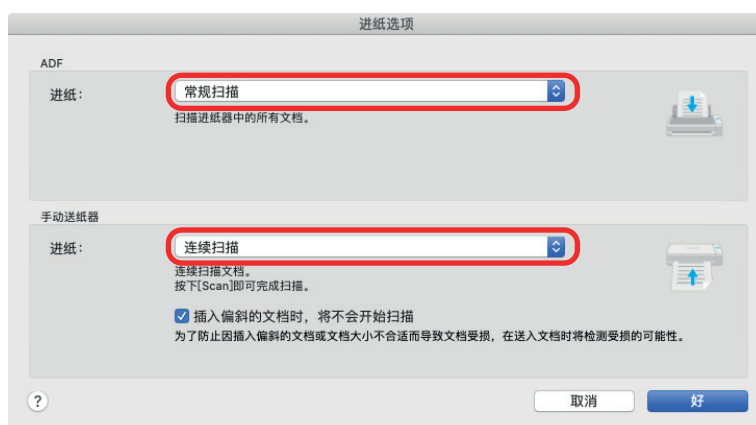 进纸选项
ADF
进纸：
常规扫描
扫描进纸器中的所有文档。
手动送纸器
进纸：
连续扫描
连续扫描文档。
按下[Scan]即可完成扫描。
插入偏斜的文档时，将不会开始扫描
为了防止因插入偏斜的文档或文档大小不合适而导致文档受损，在送入文档时将检测受损的可能性。
?
取消
好